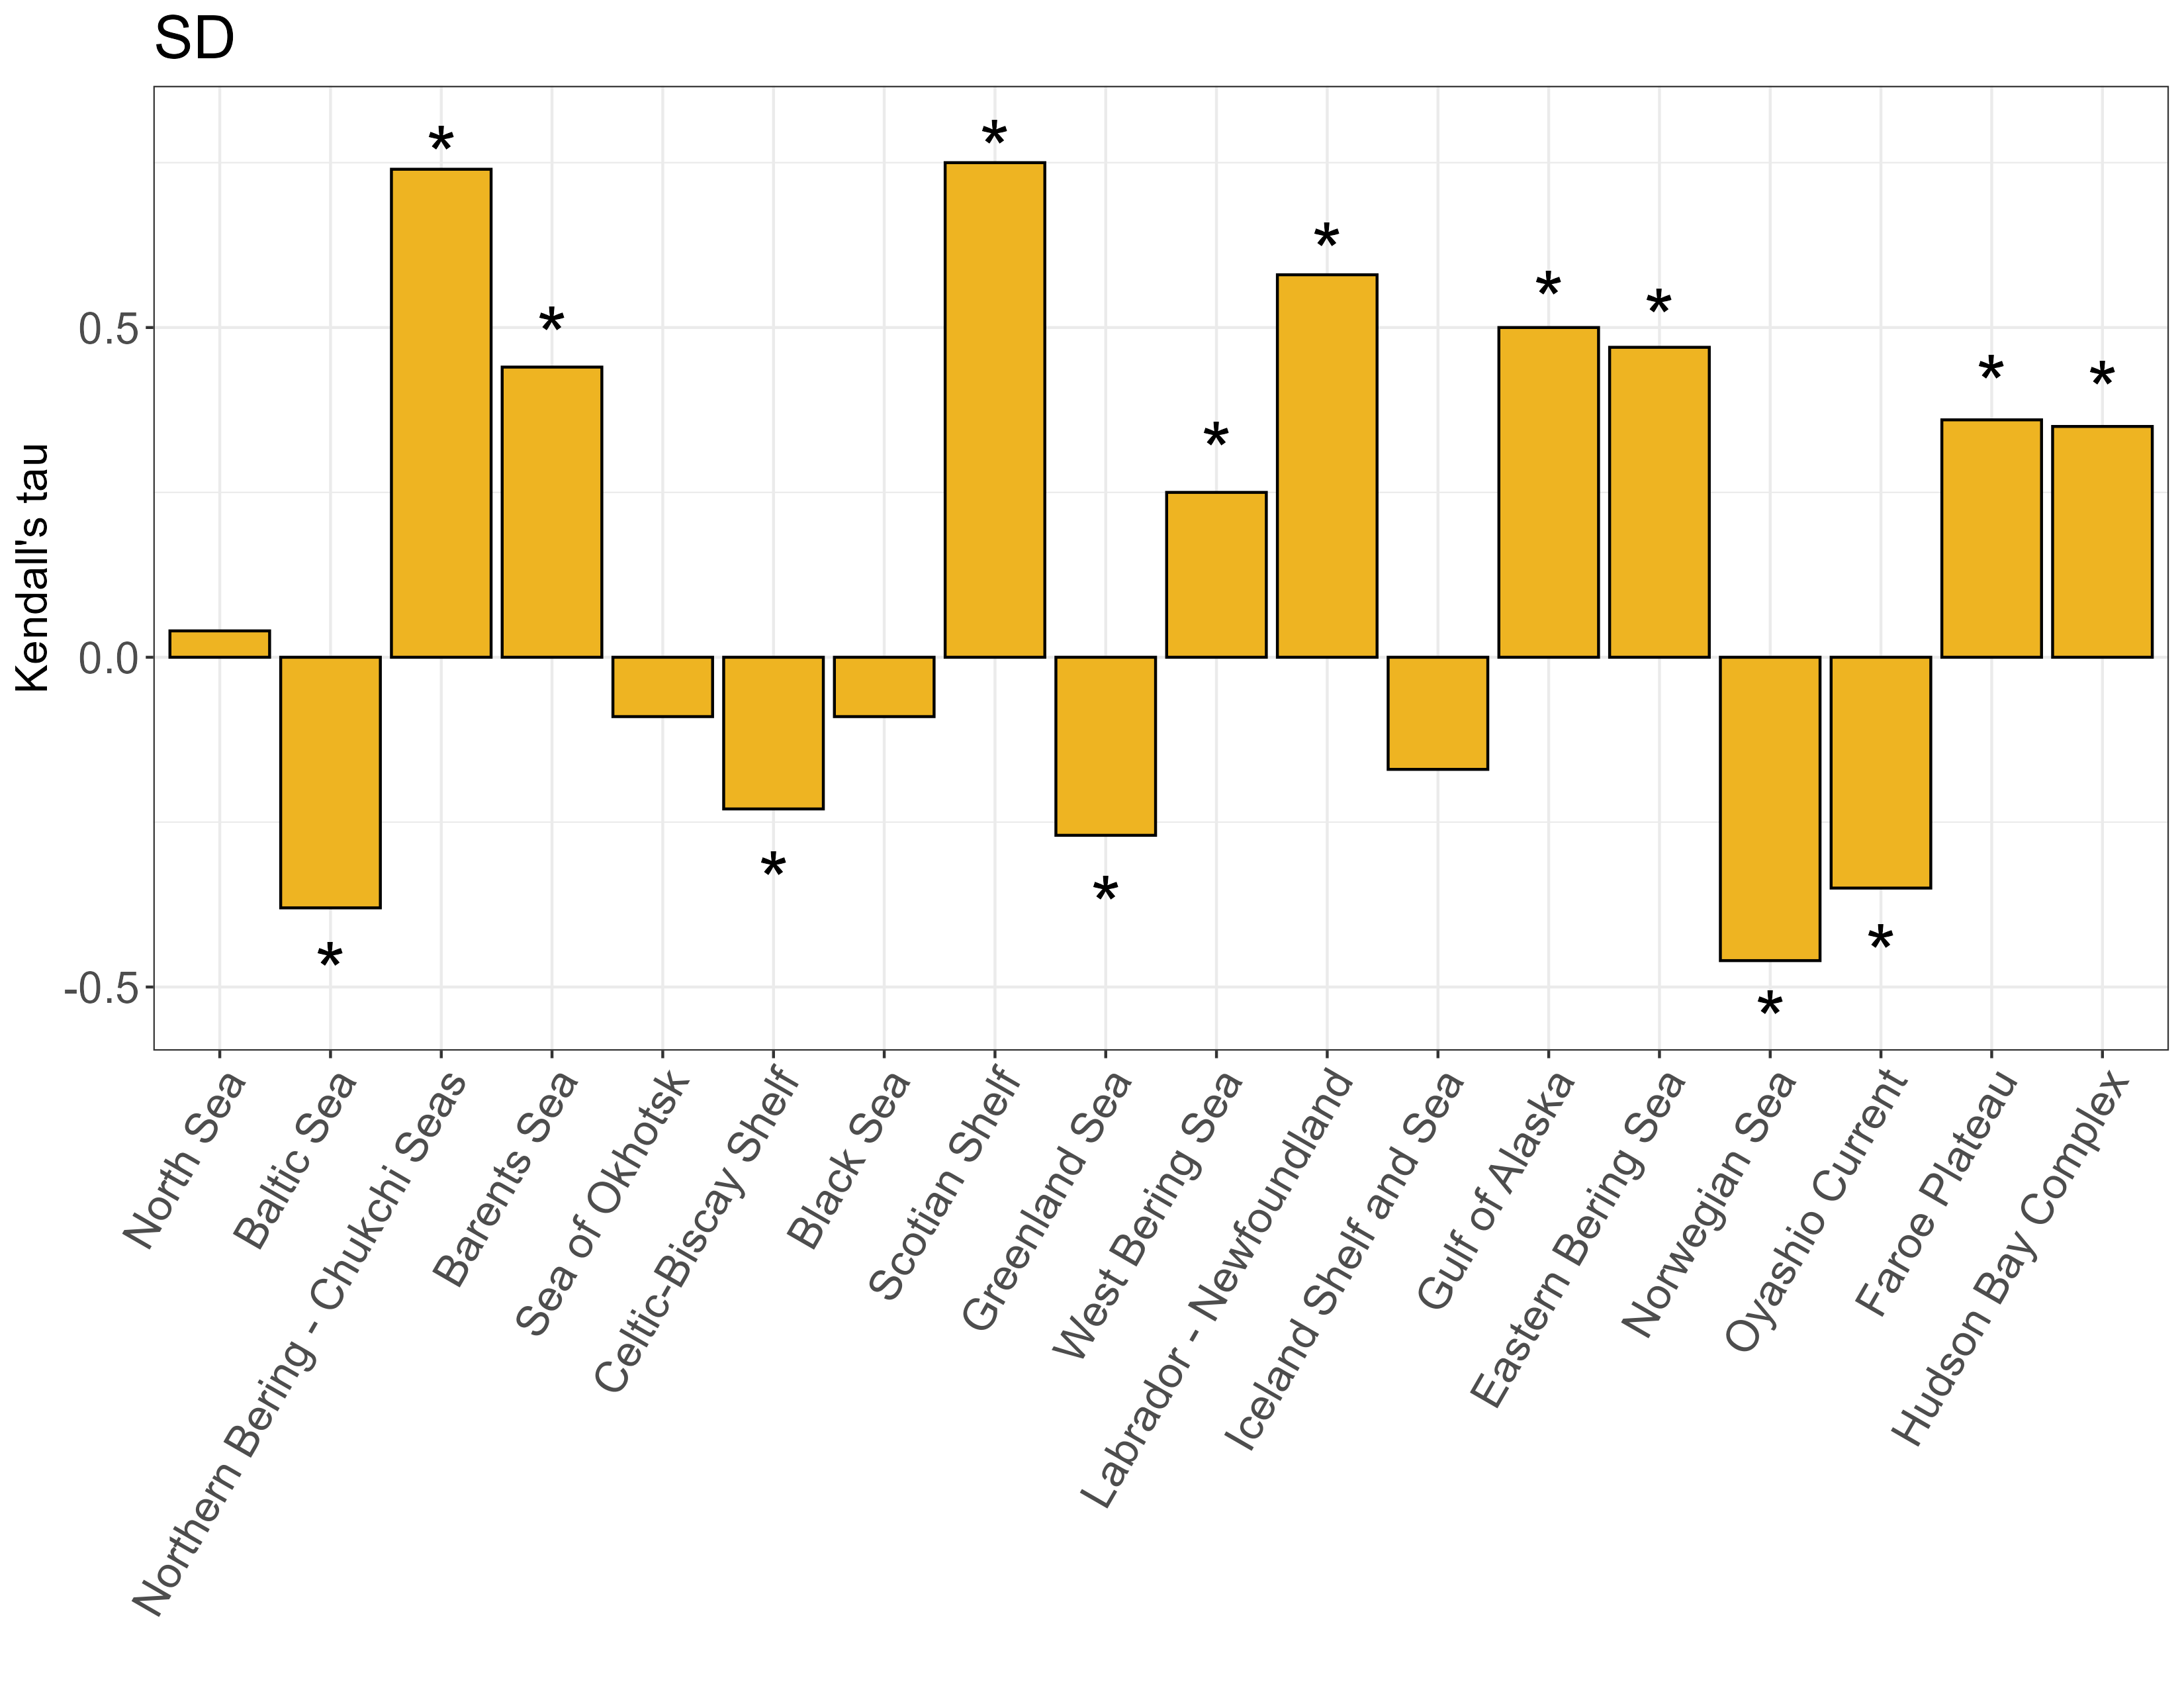 SD
Kendall's tau
0.5
0.0
-0.5
* * * * * * * * * * * * * *
North Sea
Baltic Sea
Northern Bering - Chukchi Seas
Barents Sea
Sea of Okhotsk
Celtic-Biscay Shelf
Black Sea
Scotian Shelf
Greenland Sea
West Bering Sea
Labrador - Newfoundland
Iceland Shelf and Sea
Gulf of Alaska
Eastern Bering Sea
Norwegian Sea
Oyashio Current
Faroe Plateau
Hudson Bay Complex